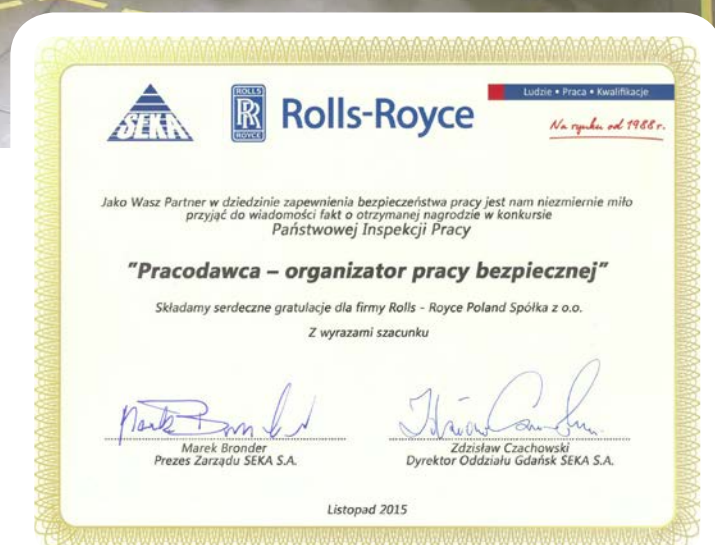 SEKA
ROLLS
RR
ROYCE
Rolls-Royce
Ludzie • Praca • Kwalifikacje
Na rynku od 1988 r.
Jako Wasz Partner w dziedzinie zapewnienia bezpieczeństwa pracy jest nam niezmiernie miło
przyjąć do wiadomości fakt o otrzymanej nagrodzie w konkursie
Państwowej Inspekcji Pracy
"Pracodawca – organizator pracy bezpiecznej"
Składamy serdeczne gratulacje dla firmy Rolls - Royce Poland Spółka z o.o.
Z wyrazami szacunku
Marek Bronder
Prezes Zarządu SEKA S.A.
Zdzisław Czachowski
Dyrektor Oddziału Gdańsk SEKA S.A.
Listopad 2015